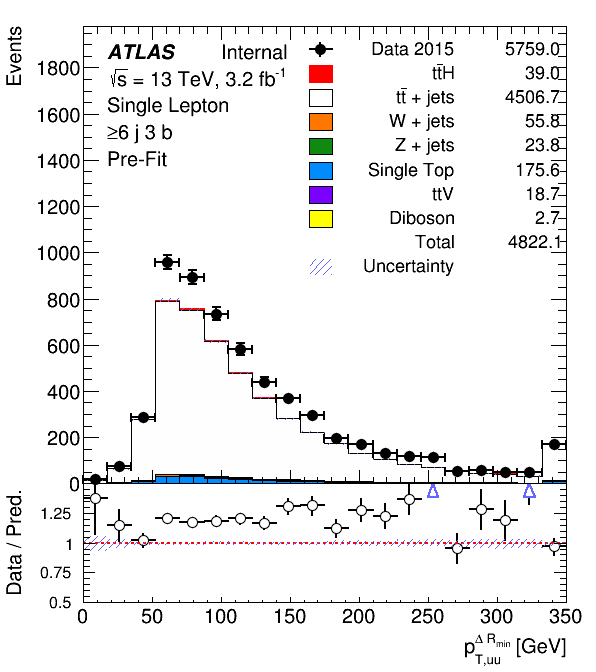 Events
ATLAS Internal
√s = 13 TeV, 3.2 fb⁻¹
Single Lepton
≥6 j 3 b
Pre-Fit
Data 2015 5759.0
tt̄H 39.0
tt̄ + jets 4506.7
W + jets 55.8
Z + jets 23.8
Single Top 175.6
ttV 18.7
Diboson 2.7
Total 4822.1
Uncertainty
1800
1600
1400
1200
1000
800
600
400
200
0
Data / Pred.
1.25
1
0.75
0.5
0 50 100 150 200 250 300 350
p_{T,uu}^{Δ R_{min}} [GeV]